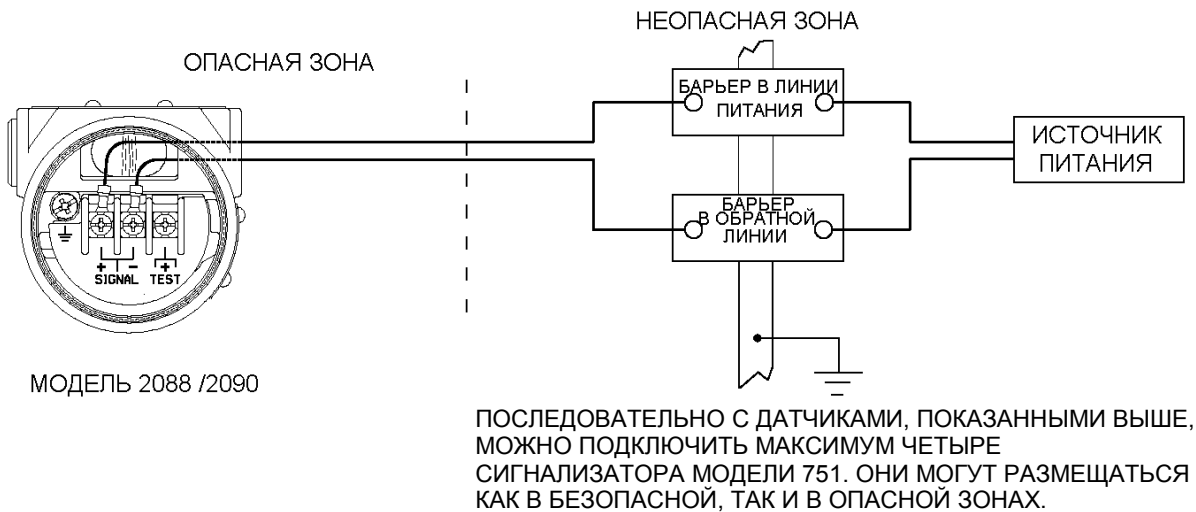 НЕОПАСНАЯ ЗОНА
ОПАСНАЯ ЗОНА
БАРЬЕР В ЛИНИИ
ПИТАНИЯ
ИСТОЧНИК
ПИТАНИЯ
БАРЬЕР
В ОБРАТНОЙ
ЛИНИИ
+ - +
SIGNAL TEST
МОДЕЛЬ 2088 /2090
ПОСЛЕДОВАТЕЛЬНО С ДАТЧИКАМИ, ПОКАЗАННЫМИ ВЫШЕ,
МОЖНО ПОДКЛЮЧИТЬ МАКСИМУМ ЧЕТЫРЕ
СИГНАЛИЗАТОРА МОДЕЛИ 751. ОНИ МОГУТ РАЗМЕЩАТЬСЯ
КАК В БЕЗОПАСНОЙ, ТАК И В ОПАСНОЙ ЗОНАХ.